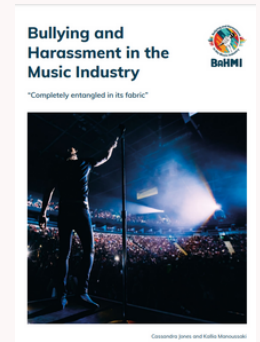 Bullying and
Harassment in the
Music Industry
BAHMI
"Completely entangled in its fabric"
Cassandra Jones and Kallia Manoussaki